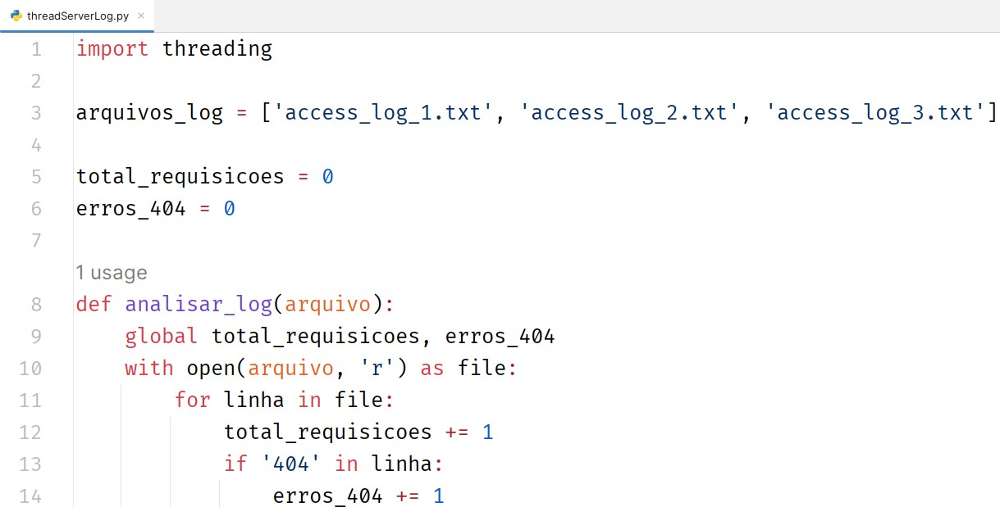 threadServerLog.py ×
1 import threading
2
3 arquivos_log = ['access_log_1.txt', 'access_log_2.txt', 'access_log_3.txt']
4
5 total_requisicoes = 0
6 erros_404 = 0
7
1 usage
8 def analisar_log(arquivo):
9     global total_requisicoes, erros_404
10     with open(arquivo, 'r') as file:
11         for linha in file:
12             total_requisicoes += 1
13             if '404' in linha:
14                 erros_404 += 1